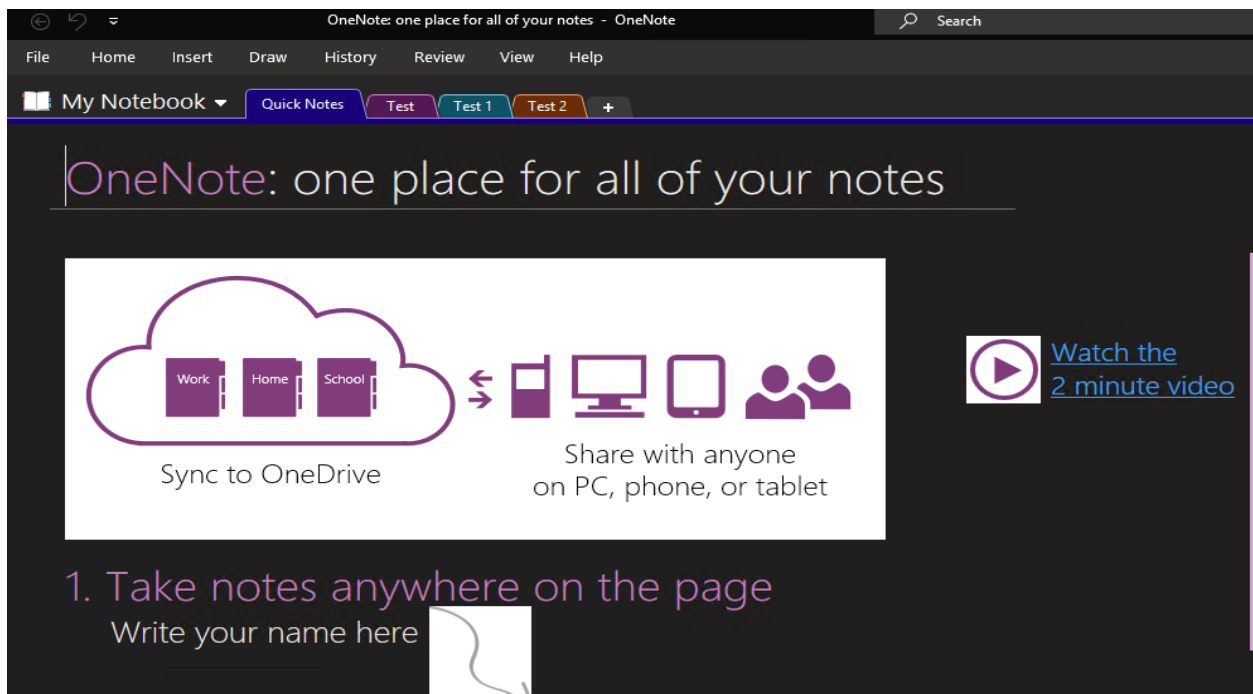 OneNote: one place for all of your notes - OneNote
Search
File Home Insert Draw History Review View Help
My Notebook Quick Notes Test Test 1 Test 2 +
OneNote: one place for all of your notes
Work Home School
Sync to OneDrive
Share with anyone
on PC, phone, or tablet
Watch the
2 minute video
1. Take notes anywhere on the page
Write your name here